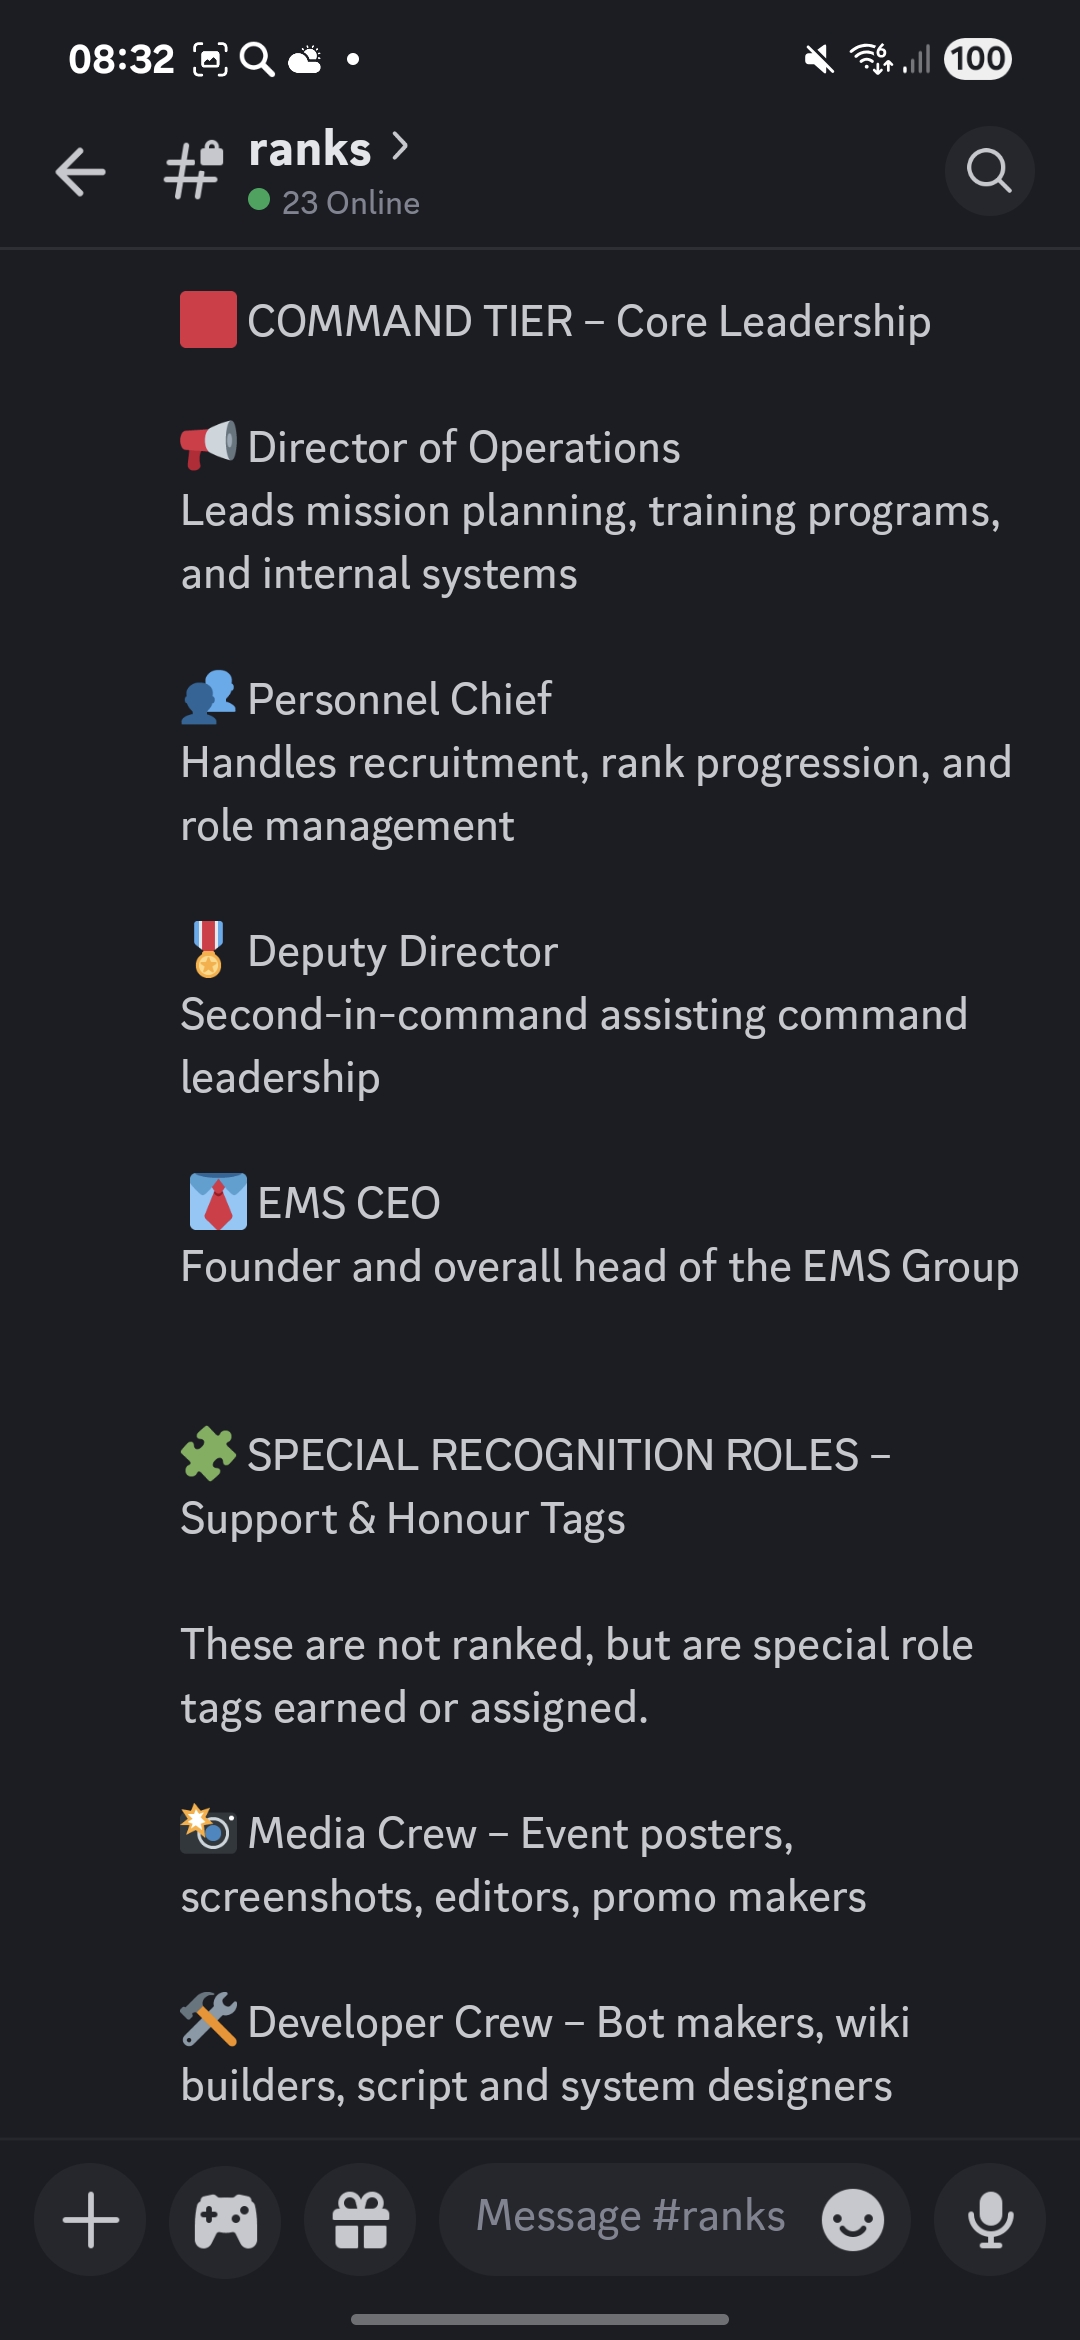 08:32
100
ranks
23 Online
COMMAND TIER – Core Leadership
Director of Operations
Leads mission planning, training programs,
and internal systems
Personnel Chief
Handles recruitment, rank progression, and
role management
Deputy Director
Second-in-command assisting command
leadership
EMS CEO
Founder and overall head of the EMS Group
SPECIAL RECOGNITION ROLES –
Support & Honour Tags
These are not ranked, but are special role
tags earned or assigned.
Media Crew – Event posters,
screenshots, editors, promo makers
Developer Crew – Bot makers, wiki
builders, script and system designers
Message #ranks